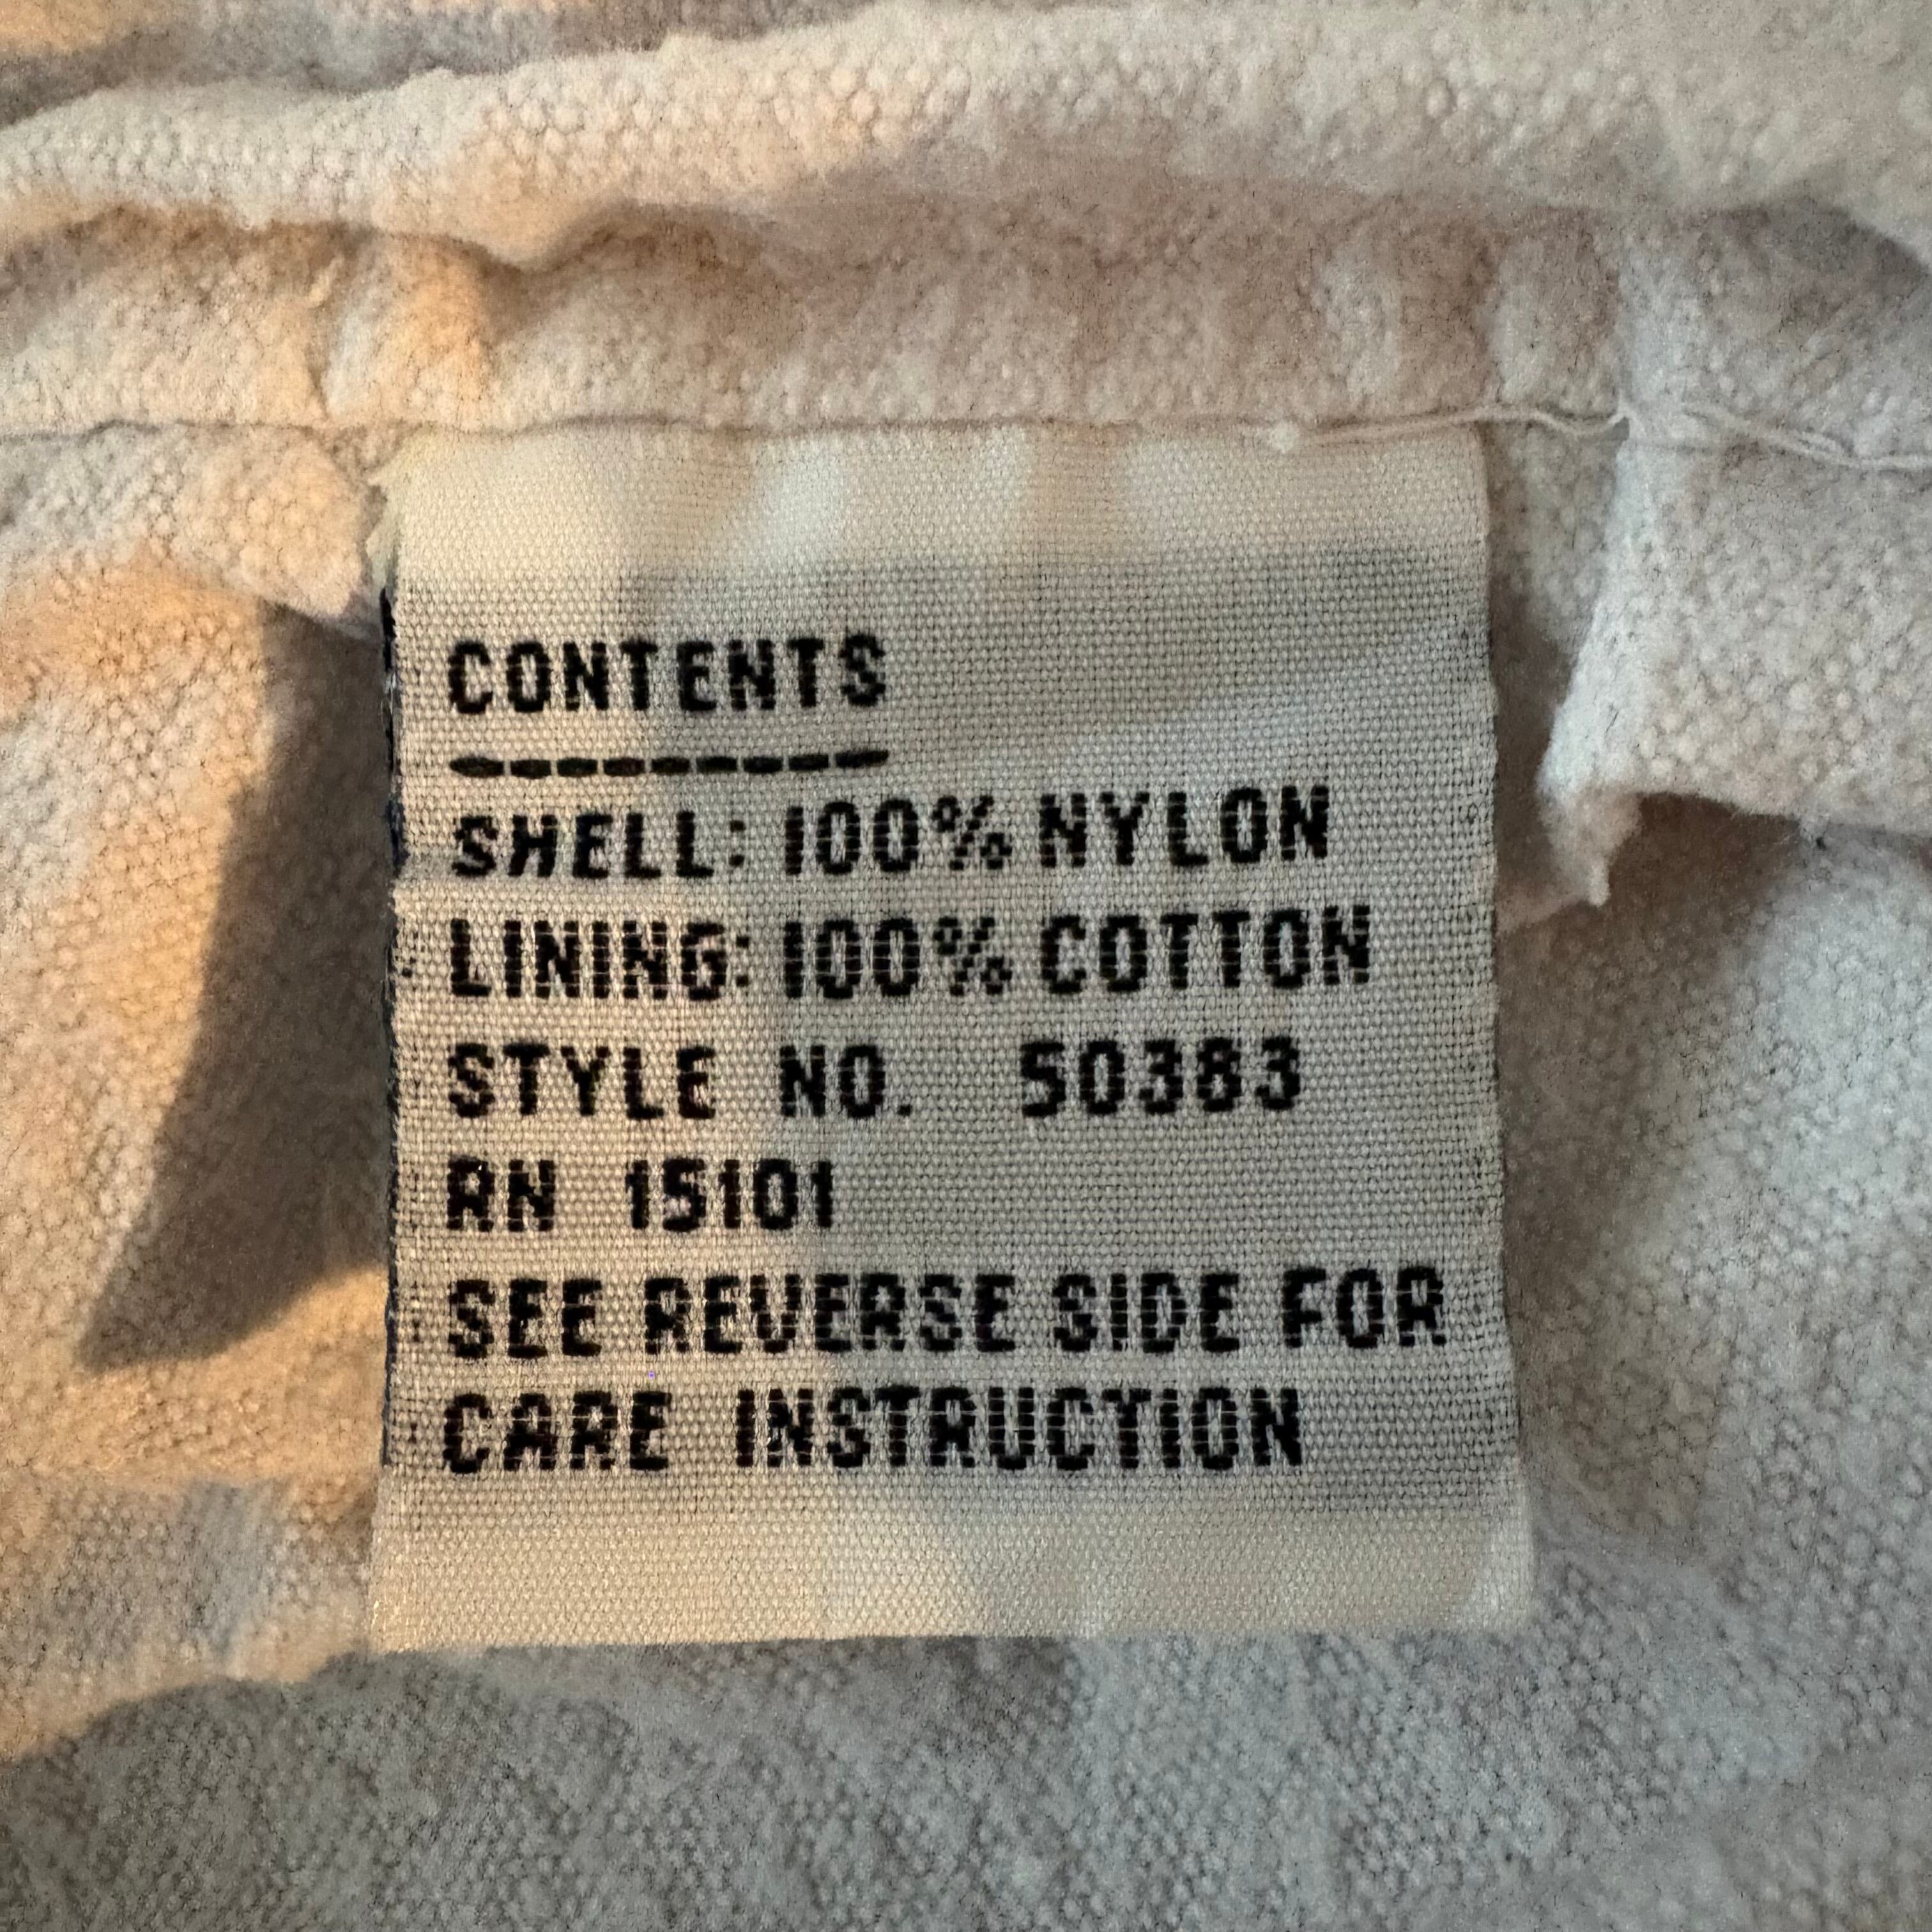 CONTENTS
---------
SHELL: 100% NYLON
LINING: 100% COTTON
STYLE NO. 50383
RN 15101
SEE REVERSE SIDE FOR
CARE INSTRUCTION